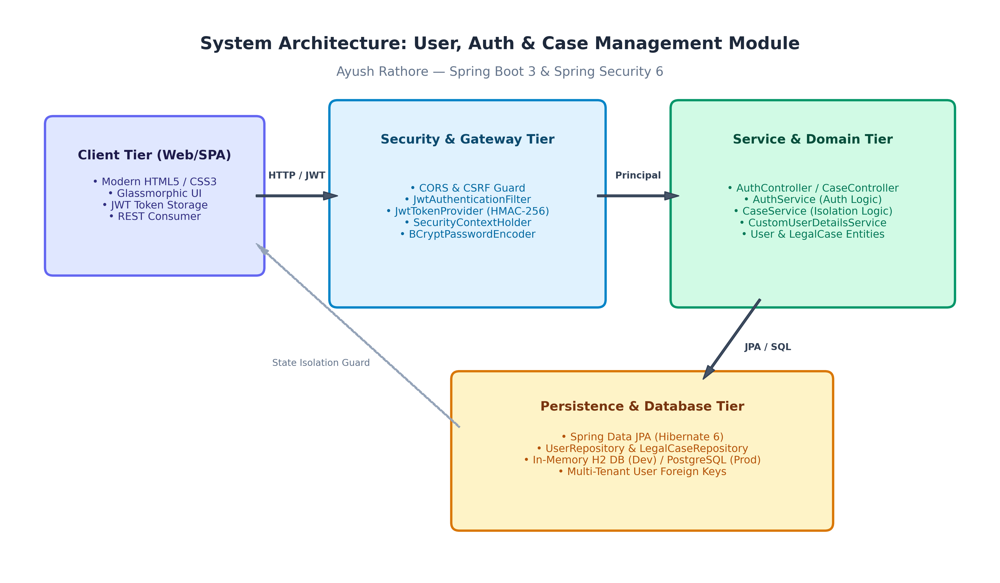 System Architecture: User, Auth & Case Management Module
Ayush Rathore — Spring Boot 3 & Spring Security 6
Client Tier (Web/SPA)
• Modern HTML5 / CSS3
• Glassmorphic UI
• JWT Token Storage
• REST Consumer
HTTP / JWT
Security & Gateway Tier
• CORS & CSRF Guard
• JwtAuthenticationFilter
• JwtTokenProvider (HMAC-256)
• SecurityContextHolder
• BCryptPasswordEncoder
Principal
Service & Domain Tier
• AuthController / CaseController
• AuthService (Auth Logic)
• CaseService (Isolation Logic)
• CustomUserDetailsService
• User & LegalCase Entities
JPA / SQL
State Isolation Guard
Persistence & Database Tier
• Spring Data JPA (Hibernate 6)
• UserRepository & LegalCaseRepository
• In-Memory H2 DB (Dev) / PostgreSQL (Prod)
• Multi-Tenant User Foreign Keys